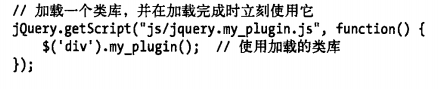 // 加载一个类库，并在加载完成时立刻使用它
jQuery.getScript("js/jquery.my_plugin.js", function() {
$('div').my_plugin(); // 使用加载的类库
});